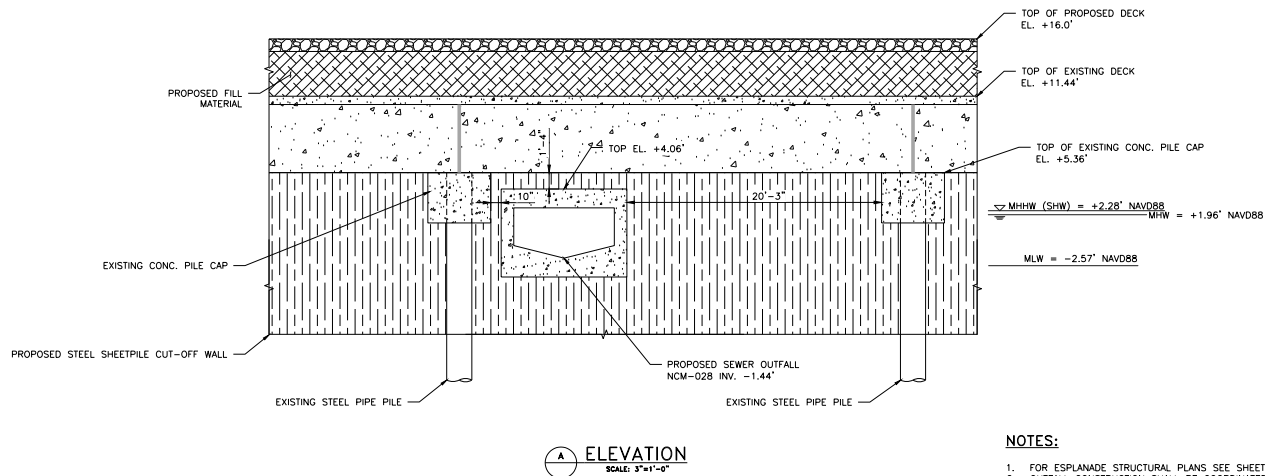 TOP OF PROPOSED DECK
EL. +16.0'
PROPOSED FILL
MATERIAL
TOP OF EXISTING DECK
EL. +11.44'
1'-4"
TOP EL. +4.06'
TOP OF EXISTING CONC. PILE CAP
EL. +5.36'
10"
20'-3"
MHHW (SHW) = +2.28' NAVD88
MHW = +1.96' NAVD88
EXISTING CONC. PILE CAP
MLW = -2.57' NAVD88
PROPOSED STEEL SHEETPILE CUT-OFF WALL
PROPOSED SEWER OUTFALL
NCM-028 INV. -1.44'
EXISTING STEEL PIPE PILE
EXISTING STEEL PIPE PILE
A ELEVATION
SCALE: 3"=1'-0"
NOTES:
1. FOR ESPLANADE STRUCTURAL PLANS SEE SHEET